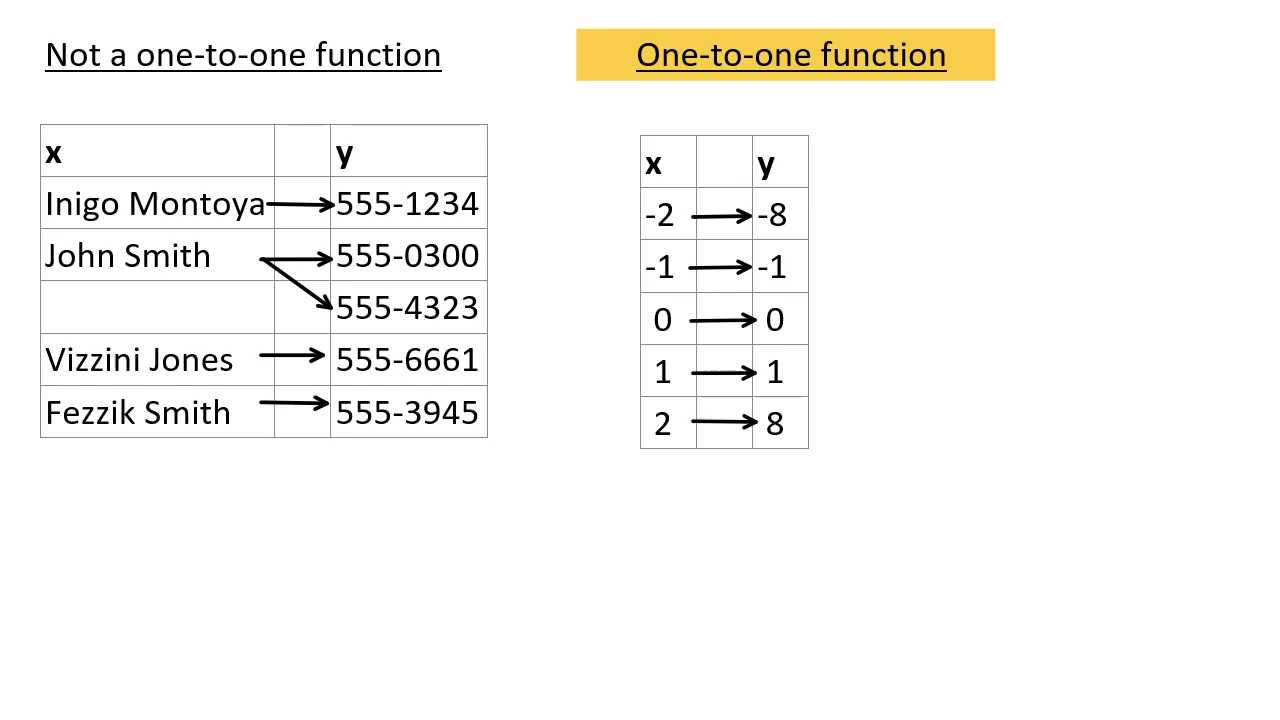 Not a one-to-one function
x y
Inigo Montoya 555-1234
John Smith 555-0300
555-4323
Vizzini Jones 555-6661
Fezzik Smith 555-3945
One-to-one function
x y
-2 -8
-1 -1
0 0
1 1
2 8